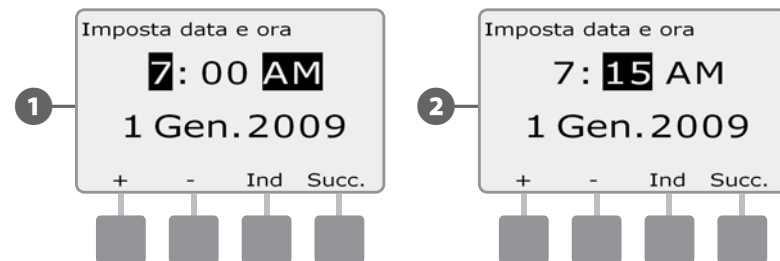 1
Imposta data e ora
7: 00 AM
1 Gen. 2009
+ - Ind Succ.
2
Imposta data e ora
7: 15 AM
1 Gen. 2009
+ - Ind Succ.